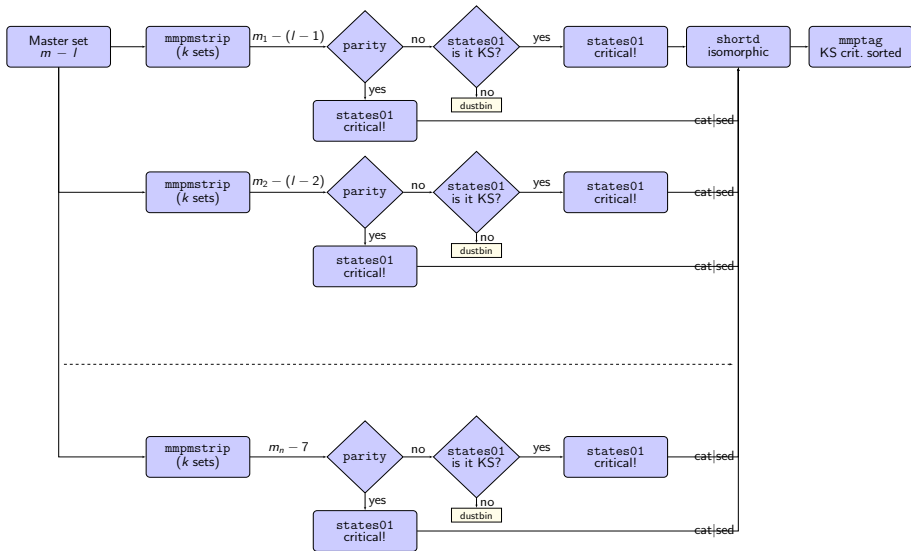 Master set
m − l
mmpmstrip
(k sets)
m₁ − (l − 1)
parity
no
states01
is it KS?
yes
states01
critical!
shortd
isomorphic
mmptag
KS crit. sorted
yes
no
dustbin
states01
critical!
cat|sed
mmpmstrip
(k sets)
m₂ − (l − 2)
parity
no
states01
is it KS?
yes
states01
critical!
cat|sed
yes
no
dustbin
states01
critical!
cat|sed
mmpmstrip
(k sets)
mₙ − 7
parity
no
states01
is it KS?
yes
states01
critical!
cat|sed
yes
no
dustbin
states01
critical!
cat|sed